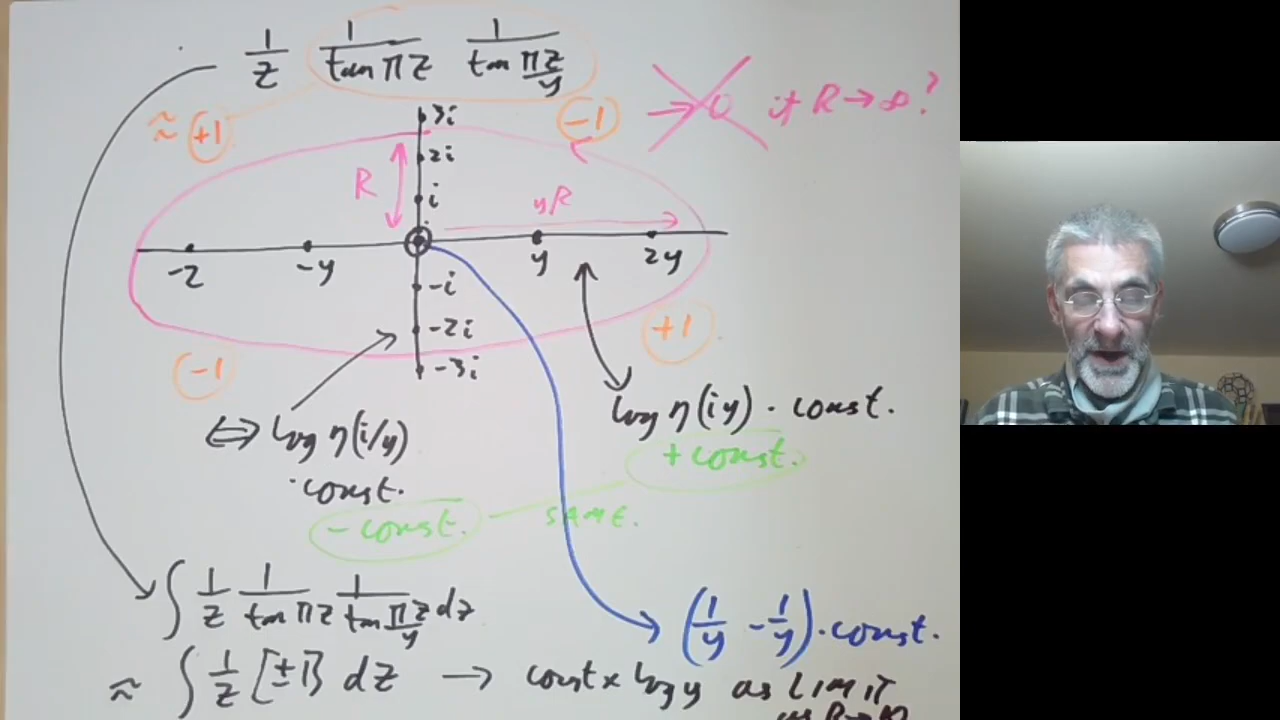 1/z 1/tan πz 1/tan πz/y
≈ +1
-1
→ 0 if R → ∞ ?
3i
2i
i
R
yR
-2 -y y 2y
-i
-2i
-3i
-1
+1
⇔ log η(i/y)
· const.
- const.
log η(iy) · const.
+ const.
SAME.
∫ 1/z 1/tan πz 1/tan πz/y dz
(1/y - 1/y) · const.
≈ ∫ 1/z [±1] dz → const × log y as LIMIT
as R → ∞